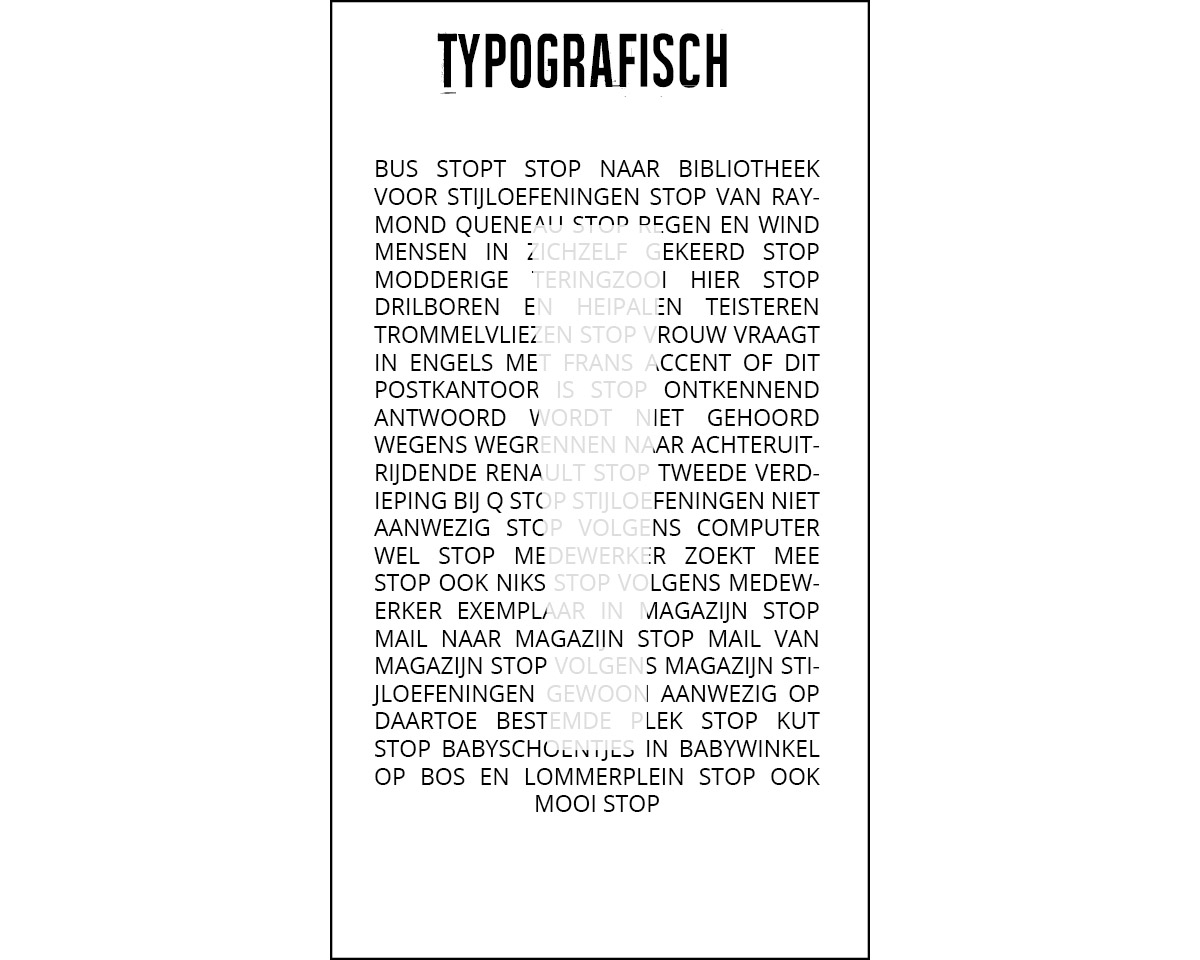 TYPOGRAFISCH
BUS STOPT STOP NAAR BIBLIOTHEEK
VOOR STIJLOEFENINGEN STOP VAN RAY-
MOND QUENEAU STOP REGEN EN WIND
MENSEN IN ZICHZELF GEKEERD STOP
MODDERIGE TERINGZOOI HIER STOP
DRILBOREN EN HEIPALEN TEISTEREN
TROMMELVLIEZEN STOP VROUW VRAAGT
IN ENGELS MET FRANS ACCENT OF DIT
POSTKANTOOR IS STOP ONTKENNEND
ANTWOORD WORDT NIET GEHOORD
WEGENS WEGRENNEN NAAR ACHTERUIT-
RIJDENDE RENAULT STOP TWEEDE VERD-
IEPING BIJ Q STOP STIJLOEFENINGEN NIET
AANWEZIG STOP VOLGENS COMPUTER
WEL STOP MEDEWERKER ZOEKT MEE
STOP OOK NIKS STOP VOLGENS MEDEW-
ERKER EXEMPLAAR IN MAGAZIJN STOP
MAIL NAAR MAGAZIJN STOP MAIL VAN
MAGAZIJN STOP VOLGENS MAGAZIJN STI-
JLOEFENINGEN GEWOON AANWEZIG OP
DAARTOE BESTEMDE PLEK STOP KUT
STOP BABYSCHOENTJES IN BABYWINKEL
OP BOS EN LOMMERPLEIN STOP OOK
MOOI STOP